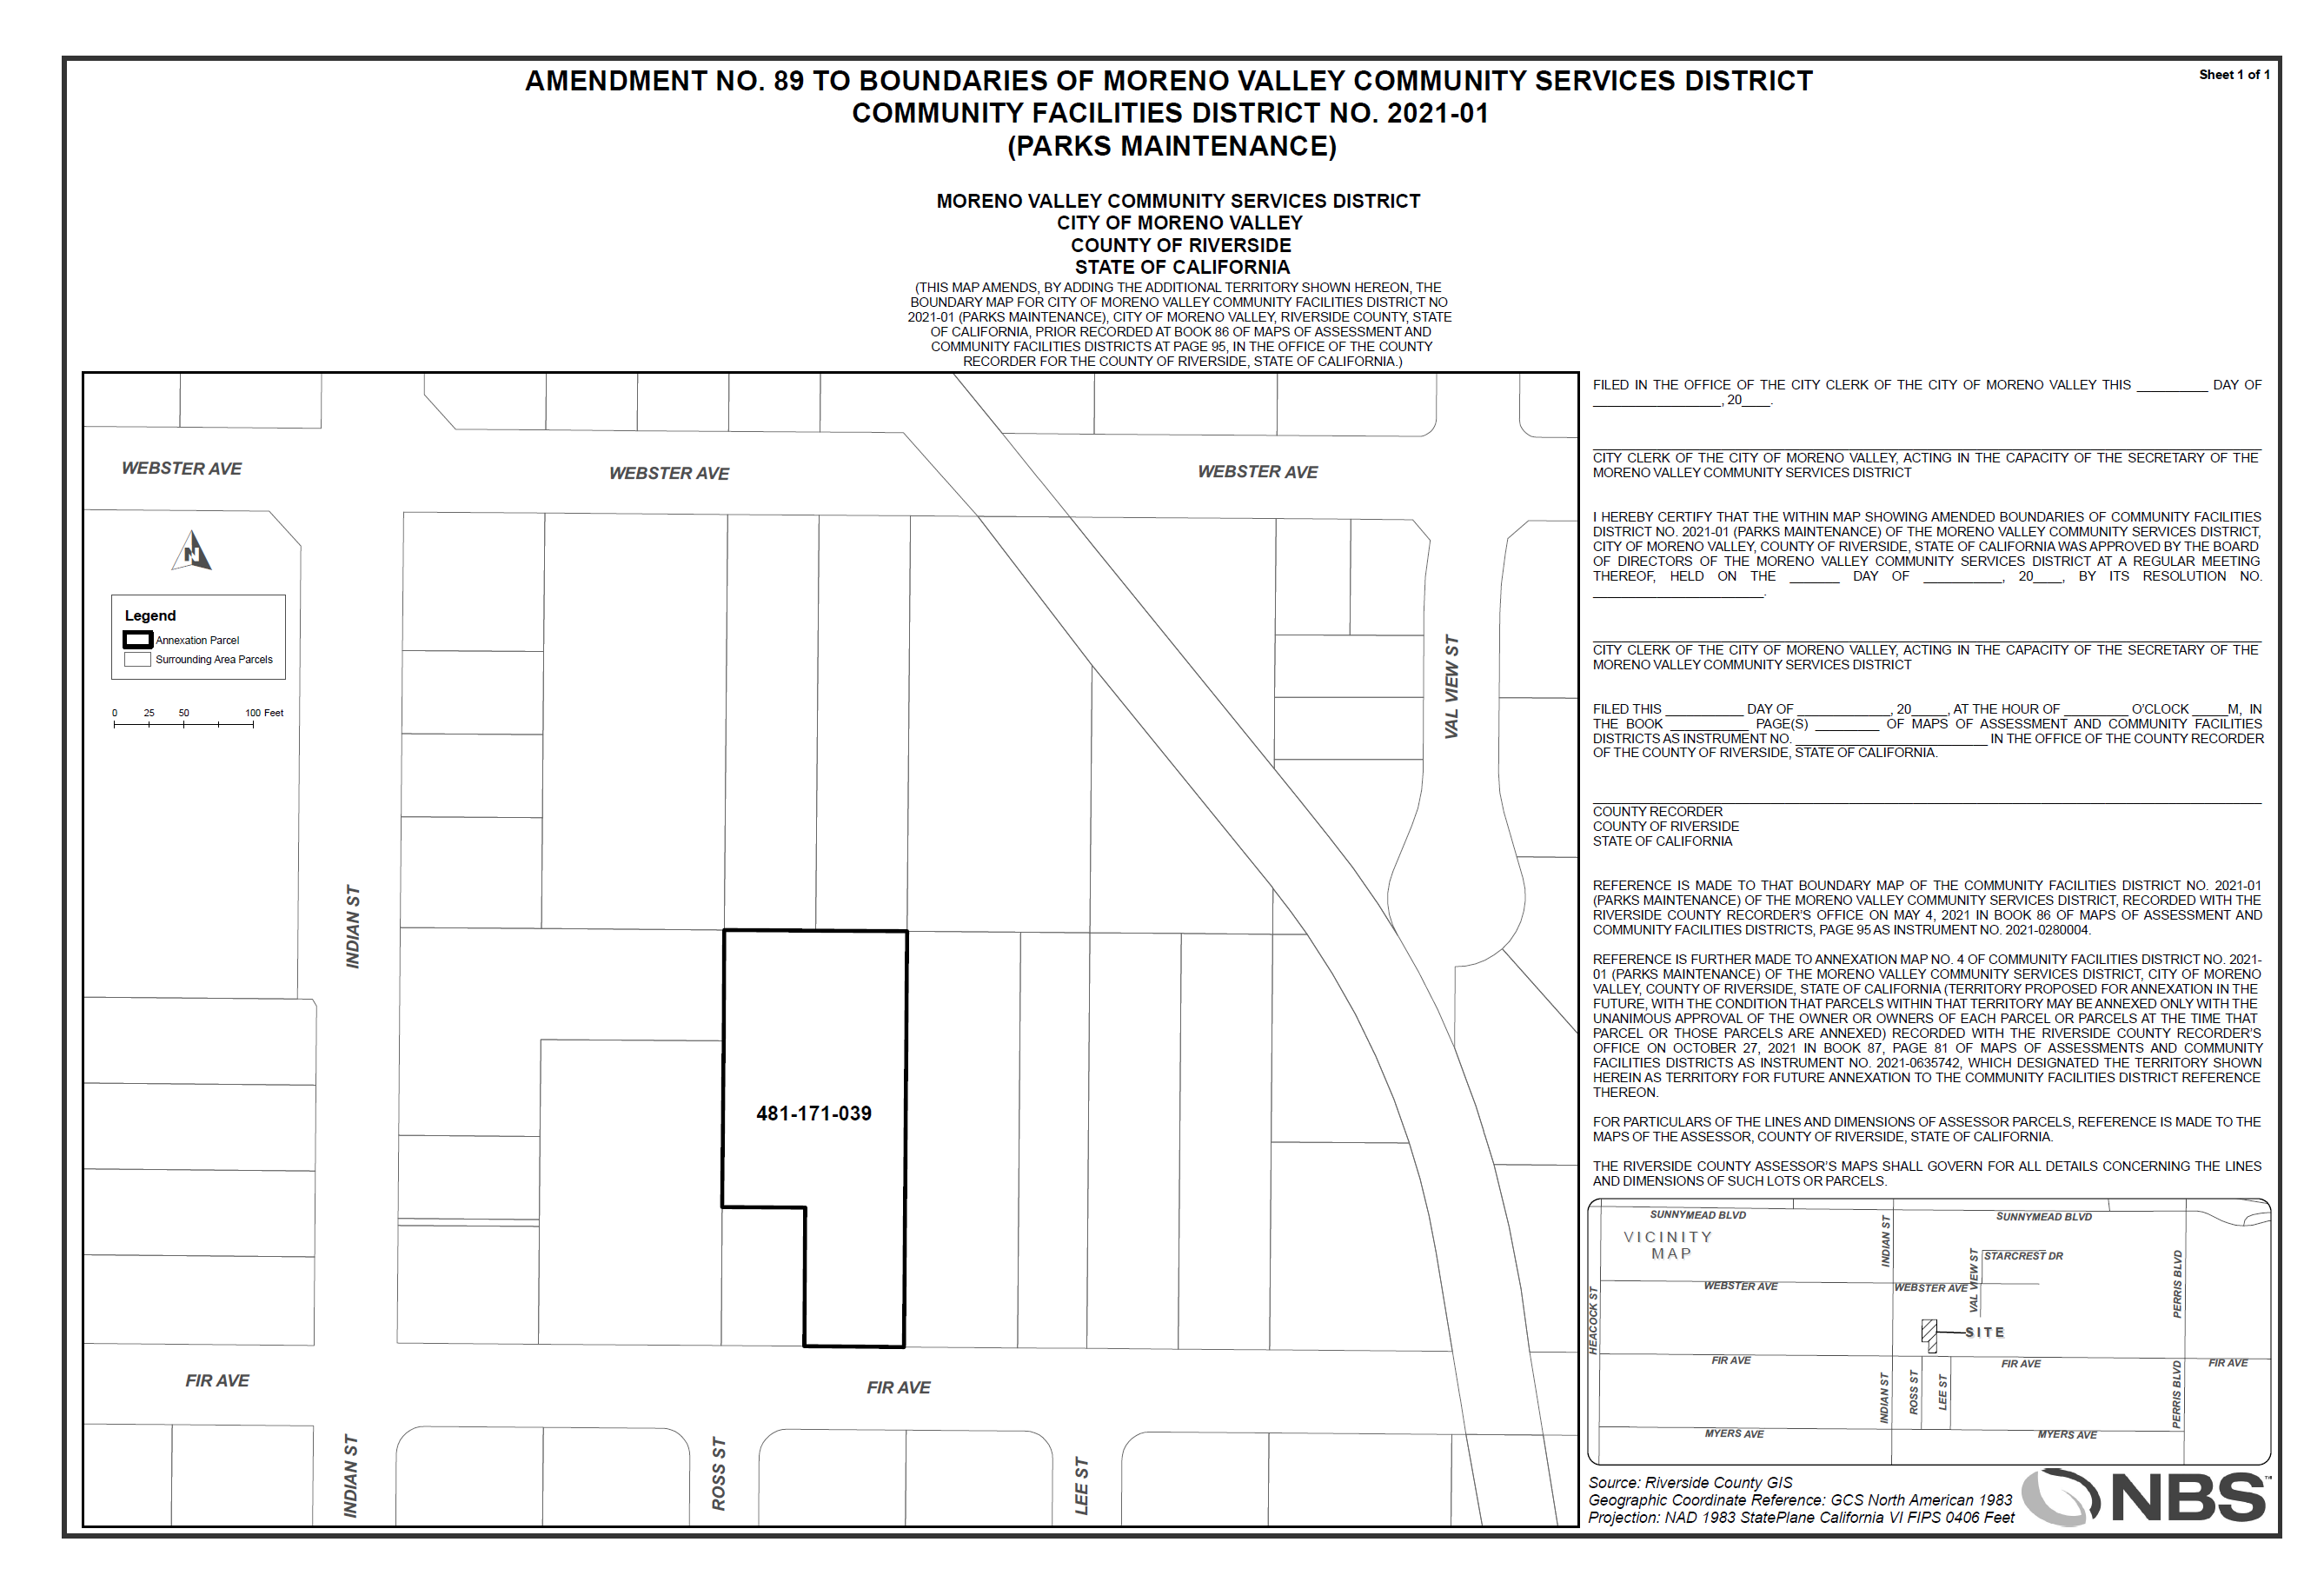 Sheet 1 of 1
AMENDMENT NO. 89 TO BOUNDARIES OF MORENO VALLEY COMMUNITY SERVICES DISTRICT
COMMUNITY FACILITIES DISTRICT NO. 2021-01
(PARKS MAINTENANCE)
MORENO VALLEY COMMUNITY SERVICES DISTRICT
CITY OF MORENO VALLEY
COUNTY OF RIVERSIDE
STATE OF CALIFORNIA
(THIS MAP AMENDS, BY ADDING THE ADDITIONAL TERRITORY SHOWN HEREON, THE
BOUNDARY MAP FOR CITY OF MORENO VALLEY COMMUNITY FACILITIES DISTRICT NO
2021-01 (PARKS MAINTENANCE), CITY OF MORENO VALLEY, RIVERSIDE COUNTY, STATE
OF CALIFORNIA, PRIOR RECORDED AT BOOK 86 OF MAPS OF ASSESSMENT AND
COMMUNITY FACILITIES DISTRICTS AT PAGE 95, IN THE OFFICE OF THE COUNTY
RECORDER FOR THE COUNTY OF RIVERSIDE, STATE OF CALIFORNIA.)
WEBSTER AVE
WEBSTER AVE
WEBSTER AVE
N
Legend
Annexation Parcel
Surrounding Area Parcels
0 25 50 100 Feet
VAL VIEW ST
INDIAN ST
481-171-039
FIR AVE
FIR AVE
INDIAN ST
ROSS ST
LEE ST
FILED IN THE OFFICE OF THE CITY CLERK OF THE CITY OF MORENO VALLEY THIS __________ DAY OF
__________________, 20____.
CITY CLERK OF THE CITY OF MORENO VALLEY, ACTING IN THE CAPACITY OF THE SECRETARY OF THE
MORENO VALLEY COMMUNITY SERVICES DISTRICT
I HEREBY CERTIFY THAT THE WITHIN MAP SHOWING AMENDED BOUNDARIES OF COMMUNITY FACILITIES
DISTRICT NO. 2021-01 (PARKS MAINTENANCE) OF THE MORENO VALLEY COMMUNITY SERVICES DISTRICT,
CITY OF MORENO VALLEY, COUNTY OF RIVERSIDE, STATE OF CALIFORNIA WAS APPROVED BY THE BOARD
OF DIRECTORS OF THE MORENO VALLEY COMMUNITY SERVICES DISTRICT AT A REGULAR MEETING
THEREOF, HELD ON THE _______ DAY OF ___________, 20____, BY ITS RESOLUTION NO.
________________________.
CITY CLERK OF THE CITY OF MORENO VALLEY, ACTING IN THE CAPACITY OF THE SECRETARY OF THE
MORENO VALLEY COMMUNITY SERVICES DISTRICT
FILED THIS ___________ DAY OF _____________, 20_____, AT THE HOUR OF _________ O'CLOCK _____M, IN
THE BOOK ___________ PAGE(S) _________ OF MAPS OF ASSESSMENT AND COMMUNITY FACILITIES
DISTRICTS AS INSTRUMENT NO. ___________________________ IN THE OFFICE OF THE COUNTY RECORDER
OF THE COUNTY OF RIVERSIDE, STATE OF CALIFORNIA.
COUNTY RECORDER
COUNTY OF RIVERSIDE
STATE OF CALIFORNIA
REFERENCE IS MADE TO THAT BOUNDARY MAP OF THE COMMUNITY FACILITIES DISTRICT NO. 2021-01
(PARKS MAINTENANCE) OF THE MORENO VALLEY COMMUNITY SERVICES DISTRICT, RECORDED WITH THE
RIVERSIDE COUNTY RECORDER'S OFFICE ON MAY 4, 2021 IN BOOK 86 OF MAPS OF ASSESSMENT AND
COMMUNITY FACILITIES DISTRICTS, PAGE 95 AS INSTRUMENT NO. 2021-0280004.
REFERENCE IS FURTHER MADE TO ANNEXATION MAP NO. 4 OF COMMUNITY FACILITIES DISTRICT NO. 2021-
01 (PARKS MAINTENANCE) OF THE MORENO VALLEY COMMUNITY SERVICES DISTRICT, CITY OF MORENO
VALLEY, COUNTY OF RIVERSIDE, STATE OF CALIFORNIA (TERRITORY PROPOSED FOR ANNEXATION IN THE
FUTURE, WITH THE CONDITION THAT PARCELS WITHIN THAT TERRITORY MAY BE ANNEXED ONLY WITH THE
UNANIMOUS APPROVAL OF THE OWNER OR OWNERS OF EACH PARCEL OR PARCELS AT THE TIME THAT
PARCEL OR THOSE PARCELS ARE ANNEXED) RECORDED WITH THE RIVERSIDE COUNTY RECORDER'S
OFFICE ON OCTOBER 27, 2021 IN BOOK 87, PAGE 81 OF MAPS OF ASSESSMENTS AND COMMUNITY
FACILITIES DISTRICTS AS INSTRUMENT NO. 2021-0635742, WHICH DESIGNATED THE TERRITORY SHOWN
HEREIN AS TERRITORY FOR FUTURE ANNEXATION TO THE COMMUNITY FACILITIES DISTRICT REFERENCE
THEREON.
FOR PARTICULARS OF THE LINES AND DIMENSIONS OF ASSESSOR PARCELS, REFERENCE IS MADE TO THE
MAPS OF THE ASSESSOR, COUNTY OF RIVERSIDE, STATE OF CALIFORNIA.
THE RIVERSIDE COUNTY ASSESSOR'S MAPS SHALL GOVERN FOR ALL DETAILS CONCERNING THE LINES
AND DIMENSIONS OF SUCH LOTS OR PARCELS.
SUNNYMEAD BLVD
SUNNYMEAD BLVD
VICINITY
MAP
INDIAN ST
STARCREST DR
VAL VIEW ST
PERRIS BLVD
WEBSTER AVE
WEBSTER AVE
HEACOCK ST
SITE
FIR AVE
FIR AVE
FIR AVE
INDIAN ST
ROSS ST
LEE ST
PERRIS BLVD
MYERS AVE
MYERS AVE
Source: Riverside County GIS
Geographic Coordinate Reference: GCS North American 1983
Projection: NAD 1983 StatePlane California VI FIPS 0406 Feet
NBS™